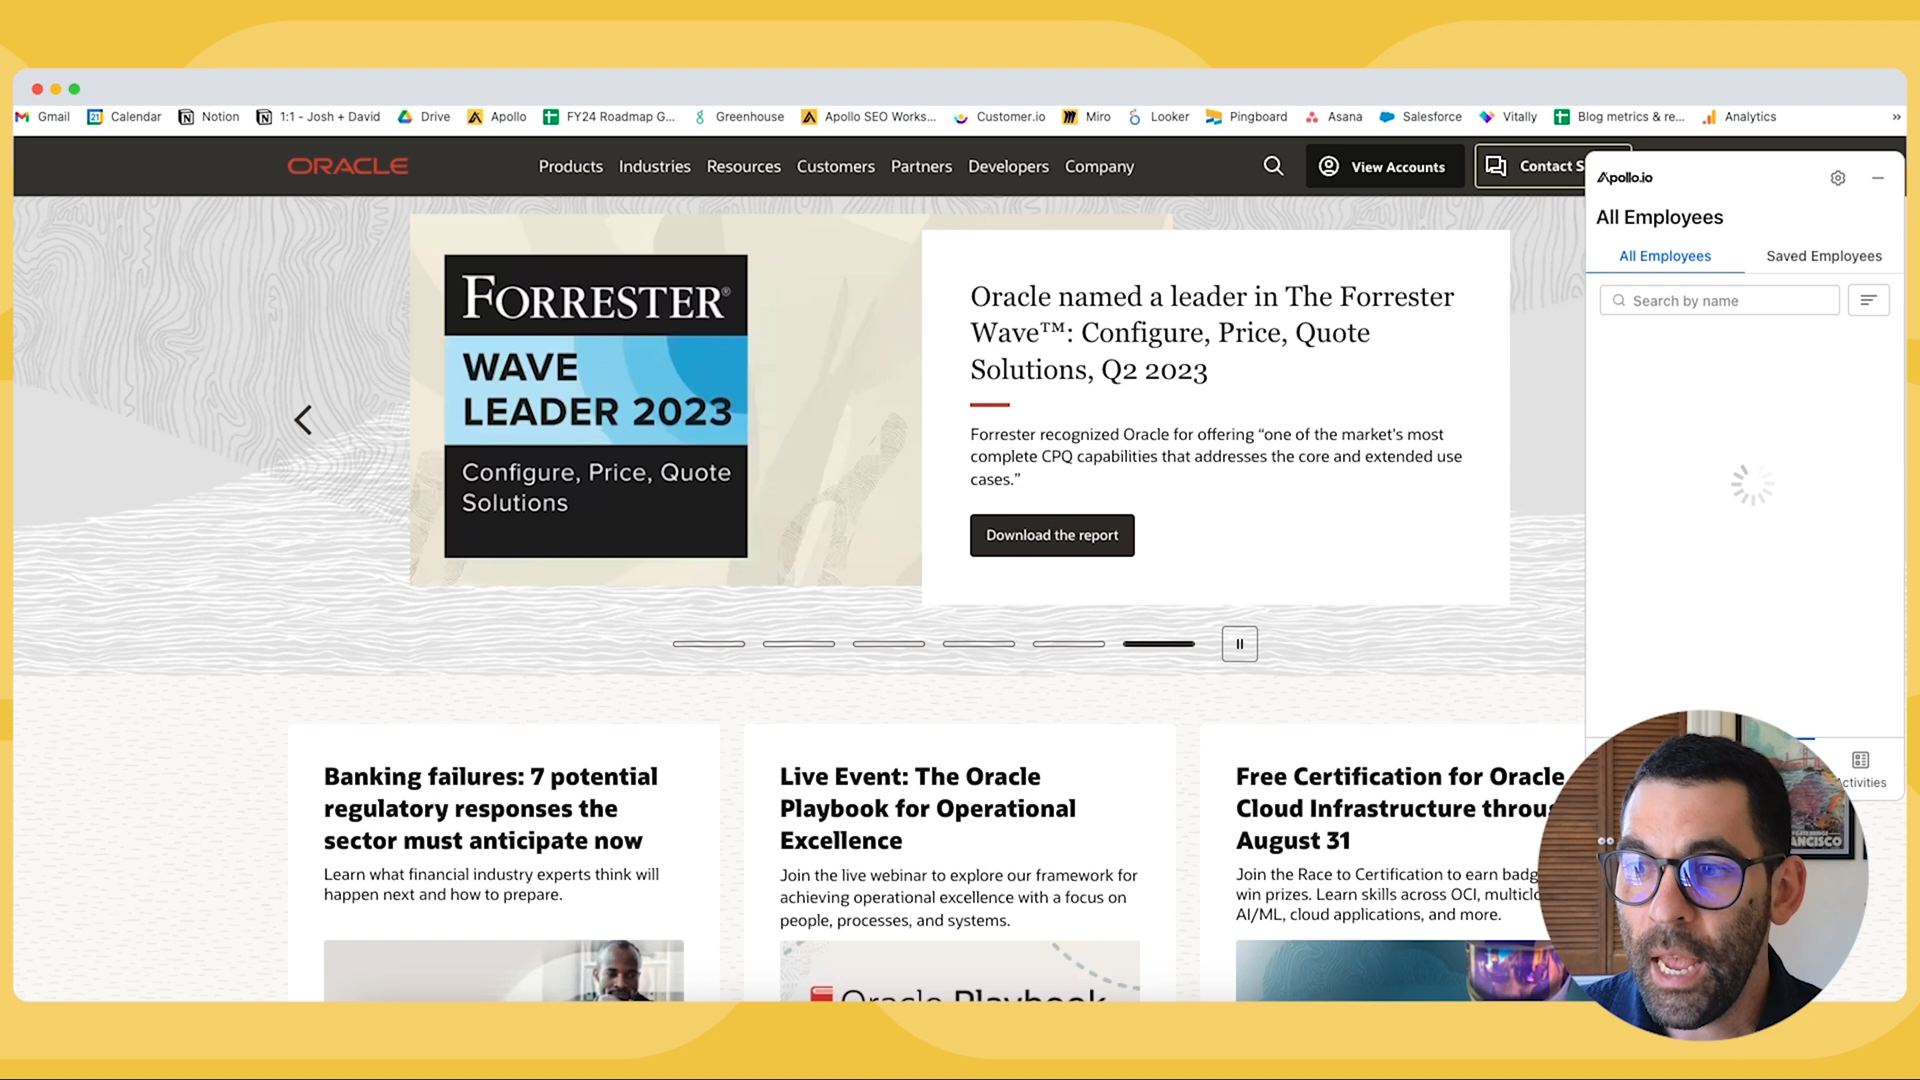 Gmail
21 Calendar
Notion
1:1 - Josh + David
Drive
Apollo
FY24 Roadmap G...
Greenhouse
Apollo SEO Works...
Customer.io
Miro
Looker
Pingboard
Asana
Salesforce
Vitally
Blog metrics & re...
Analytics
»
ORACLE
Products
Industries
Resources
Customers
Partners
Developers
Company
View Accounts
Contact S
Apollo.io
All Employees
All Employees
Saved Employees
Search by name
FORRESTER®
WAVE
LEADER 2023
Configure, Price, Quote
Solutions
Oracle named a leader in The Forrester
Wave™: Configure, Price, Quote
Solutions, Q2 2023
Forrester recognized Oracle for offering “one of the market's most
complete CPQ capabilities that addresses the core and extended use
cases.”
Download the report
Banking failures: 7 potential
regulatory responses the
sector must anticipate now
Learn what financial industry experts think will
happen next and how to prepare.
Live Event: The Oracle
Playbook for Operational
Excellence
Join the live webinar to explore our framework for
achieving operational excellence with a focus on
people, processes, and systems.
Oracle Playbook
Free Certification for Oracle
Cloud Infrastructure throu
August 31
Join the Race to Certification to earn badg
win prizes. Learn skills across OCI, multiclo
AI/ML, cloud applications, and more.
ctivities
ANCISCO